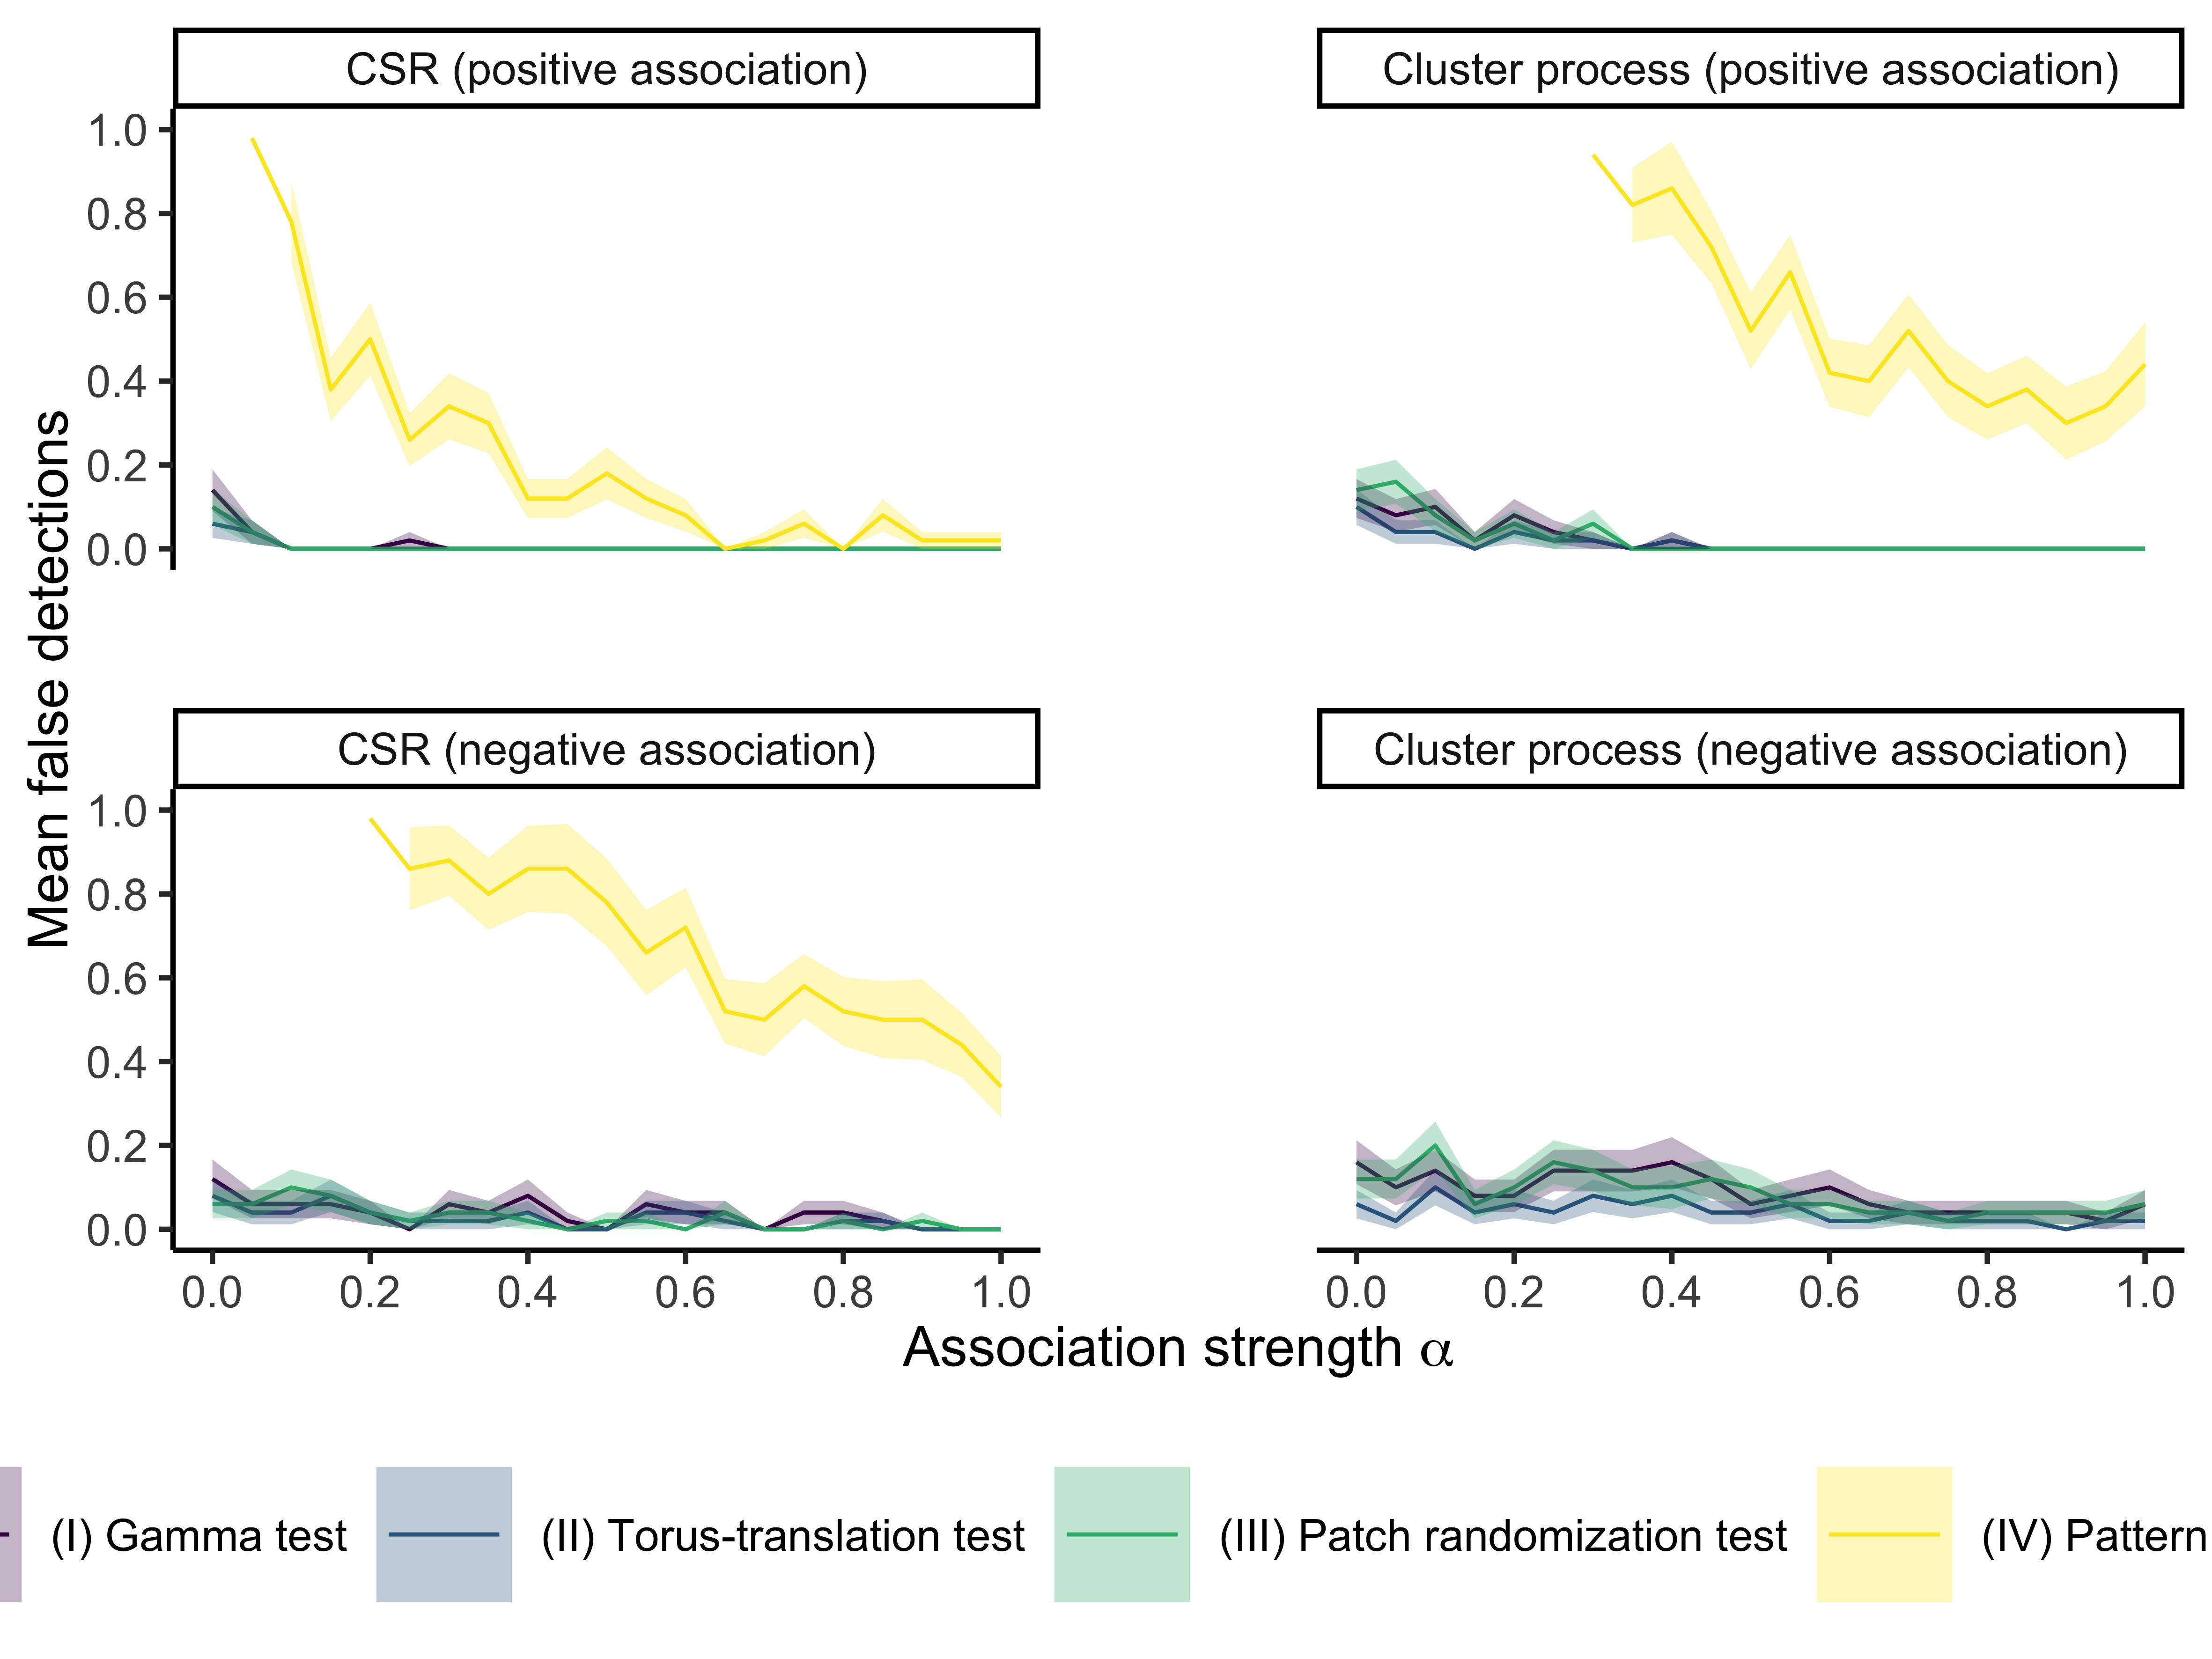 CSR (positive association)
Cluster process (positive association)
1.0
0.8
0.6
0.4
0.2
0.0
Mean false detections
CSR (negative association)
Cluster process (negative association)
1.0
0.8
0.6
0.4
0.2
0.0
0.0 0.2 0.4 0.6 0.8 1.0
0.0 0.2 0.4 0.6 0.8 1.0
Association strength α
(I) Gamma test (II) Torus-translation test (III) Patch randomization test (IV) Pattern